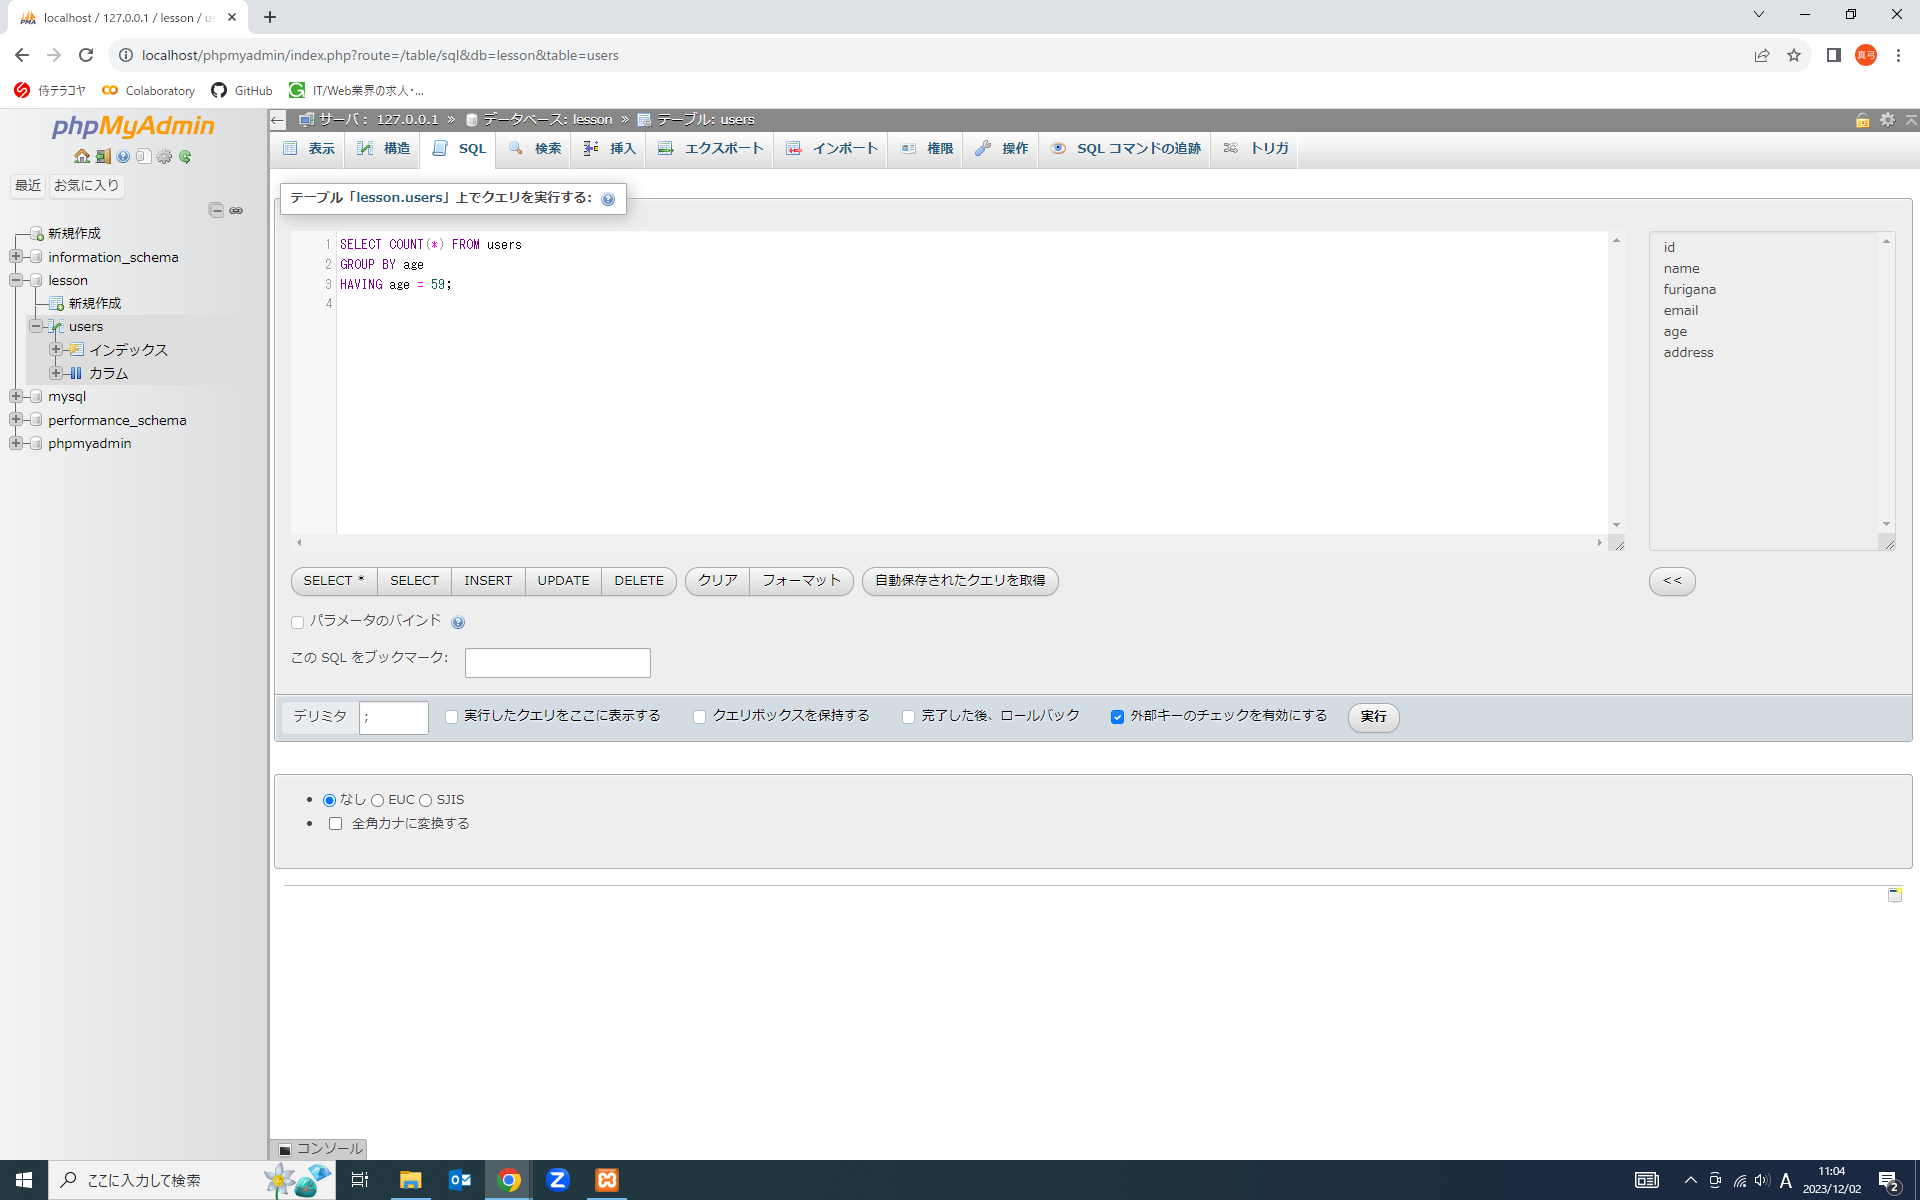 localhost / 127.0.0.1 / lesson / us
localhost/phpmyadmin/index.php?route=/table/sql&db=lesson&table=users
真弓
侍テラコヤ Colaboratory GitHub IT/Web業界の求人・...
phpMyAdmin
最近 お気に入り
新規作成
information_schema
lesson
新規作成
users
インデックス
カラム
mysql
performance_schema
phpmyadmin
サーバ: 127.0.0.1 » データベース: lesson » テーブル: users
表示 構造 SQL 検索 挿入 エクスポート インポート 権限 操作 SQL コマンドの追跡 トリガ
テーブル「lesson.users」上でクエリを実行する:
1 SELECT COUNT(*) FROM users
2 GROUP BY age
3 HAVING age = 59;
4
id
name
furigana
email
age
address
SELECT * SELECT INSERT UPDATE DELETE クリア フォーマット 自動保存されたクエリを取得 <<
パラメータのバインド
この SQL をブックマーク:
デリミタ ; 実行したクエリをここに表示する クエリボックスを保持する 完了した後、ロールバック 外部キーのチェックを有効にする 実行
なし EUC SJIS
全角カナに変換する
コンソール
ここに入力して検索
A 11:04
2023/12/02
2